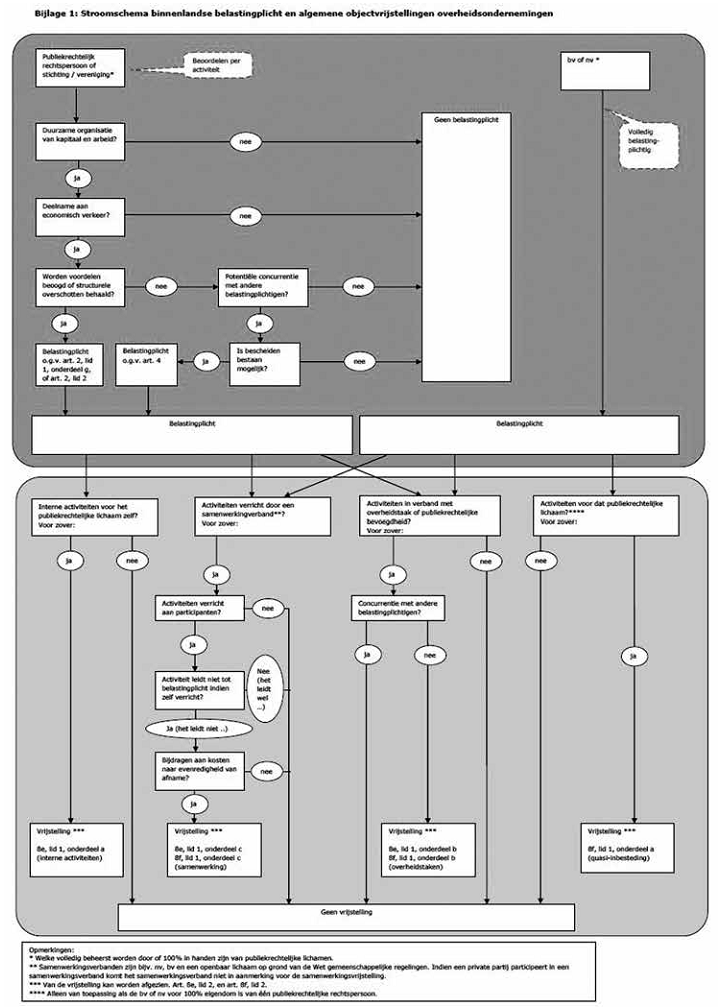 Bijlage 1: Stroomschema binnenlandse belastingplicht en algemene objectvrijstellingen overheidsondernemingen
Publiekrechtelijk
rechtspersoon of
stichting / vereniging*
Beoordelen per
activiteit
bv of nv *
Volledig
belasting-
plichtig
Duurzame organisatie
van kapitaal en arbeid?
nee
Geen belastingplicht
ja
Deelname aan
economisch verkeer?
nee
ja
Worden voordelen
beoogd of structurele
overschotten behaald?
nee
Potentiële concurrentie
met andere
belastingplichtigen?
nee
ja
ja
Belastingplicht
o.g.v. art. 2, lid
1, onderdeel g,
of art. 2, lid 2
Belastingplicht
o.g.v. art. 4
ja
Is bescheiden
bestaan
mogelijk?
nee
Belastingplicht
Belastingplicht
Interne activiteiten voor het
publiekrechtelijke lichaam zelf?
Voor zover:
Activiteiten verricht door een
samenwerkingverband**?
Voor zover:
Activiteiten in verband met
overheidstaak of publiekrechtelijke
bevoegdheid?
Voor zover:
Activiteiten voor dat publiekrechtelijke
lichaam?****
Voor zover:
ja
nee
ja
ja
nee
nee
Activiteiten verricht
aan participanten?
nee
Concurrentie met andere
belastingplichtigen?
ja
ja
nee
ja
Activiteit leidt niet tot
belastingplicht indien
zelf verricht?
Nee
(het
leidt
wel
...)
Ja (het leidt niet ..)
Bijdragen aan kosten
naar evenredigheid van
afname?
nee
ja
Vrijstelling ***
8e, lid 1, onderdeel a
(interne activiteiten)
Vrijstelling ***
8e, lid 1, onderdeel c
8f, lid 1, onderdeel c
(samenwerking)
Vrijstelling ***
8e, lid 1, onderdeel b
8f, lid 1, onderdeel b
(overheidstaken)
Vrijstelling ***
8f, lid 1, onderdeel a
(quasi-inbesteding)
Geen vrijstelling
Opmerkingen:
* Welke volledig beheerst worden door of 100% in handen zijn van publiekrechtelijke lichamen.
** Samenwerkingsverbanden zijn bijv. nv, bv en een openbaar lichaam op grond van de Wet gemeenschappelijke regelingen. Indien een private partij participeert in een
samenwerkingsverband komt het samenwerkingsverband niet in aanmerking voor de samenwerkingsvrijstelling.
*** Van de vrijstelling kan worden afgezien. Art. 8e, lid 2, en art. 8f, lid 2.
**** Alleen van toepassing als de bv of nv voor 100% eigendom is van één publiekrechtelijke rechtspersoon.